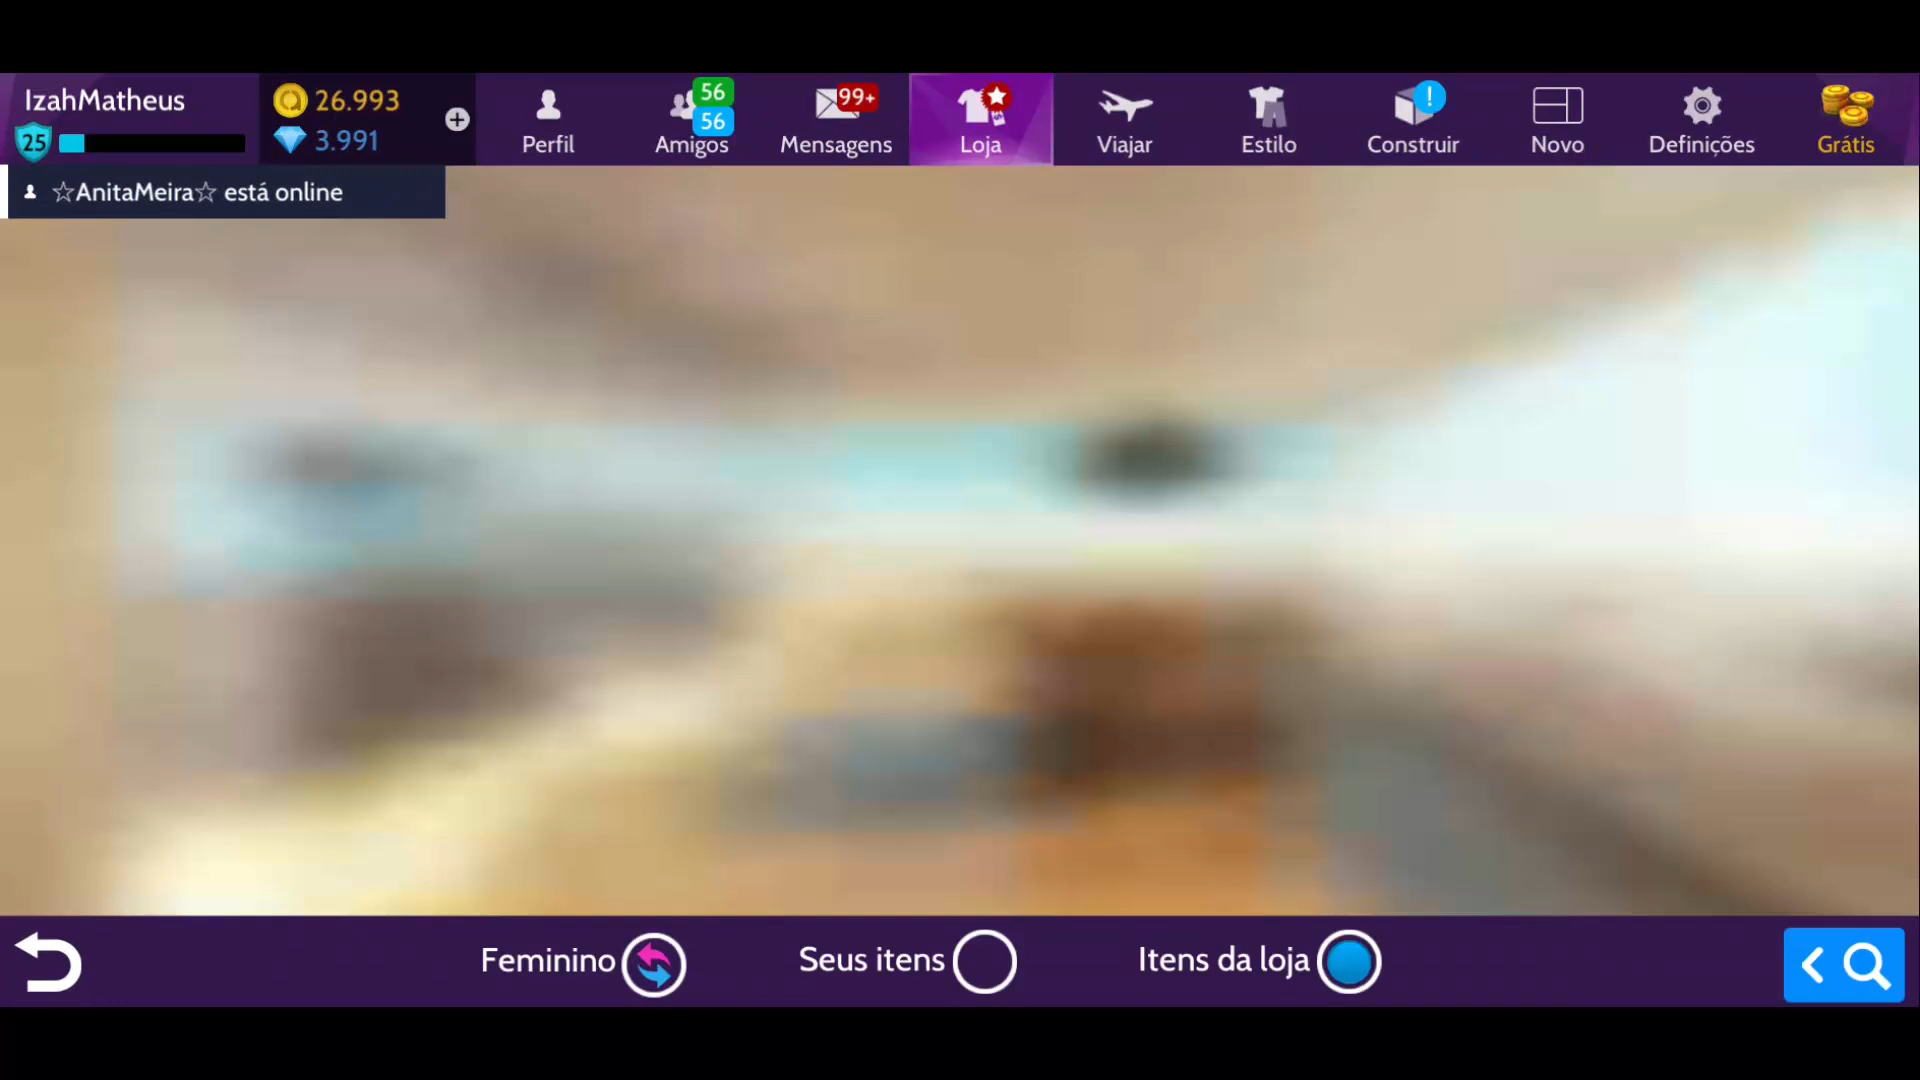 IzahMatheus
25
26.993
3.991
Perfil
56
56
Amigos
99+
Mensagens
Loja
Viajar
Estilo
!
Construir
Novo
Definições
Grátis
☆AnitaMeira☆ está online
Feminino
Seus itens
Itens da loja